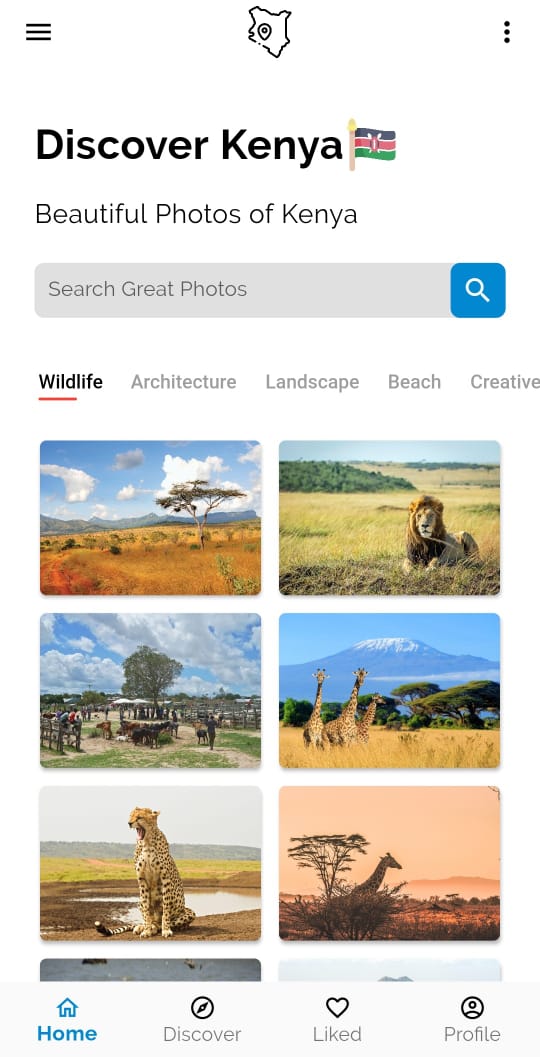 Discover Kenya
Beautiful Photos of Kenya
Search Great Photos
Wildlife Architecture Landscape Beach Creative
Home Discover Liked Profile